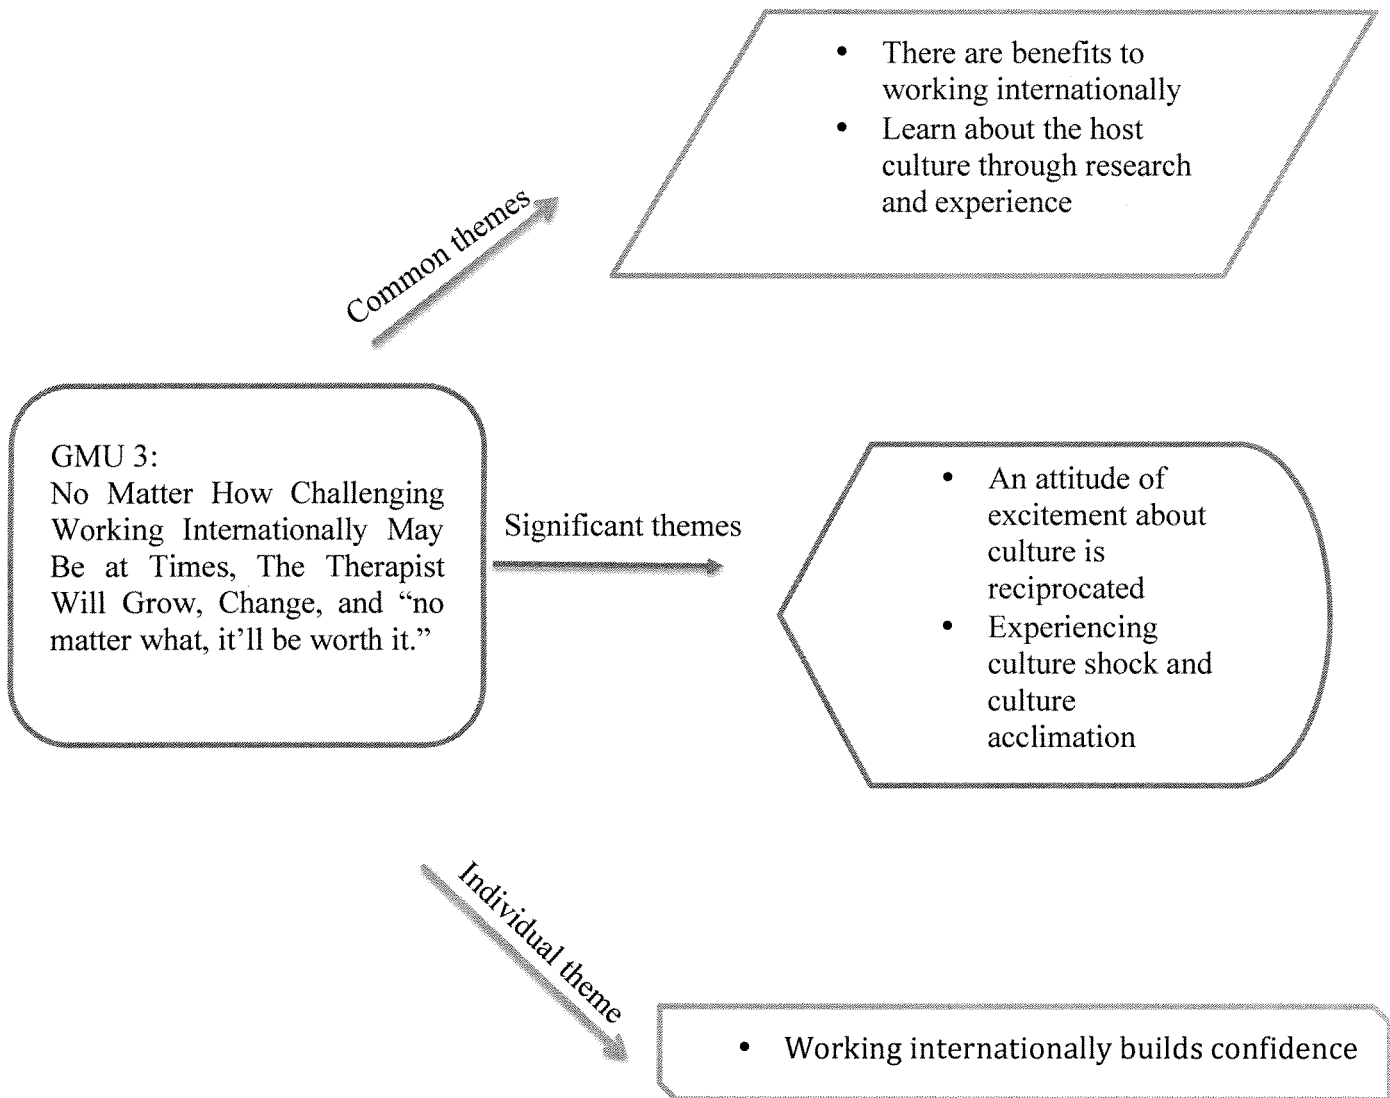 • There are benefits to
working internationally
• Learn about the host
culture through research
and experience
Common themes
GMU 3:
No Matter How Challenging
Working Internationally May
Be at Times, The Therapist
Will Grow, Change, and “no
matter what, it’ll be worth it.”
Significant themes
• An attitude of
excitement about
culture is
reciprocated
• Experiencing
culture shock and
culture
acclimation
Individual theme
• Working internationally builds confidence